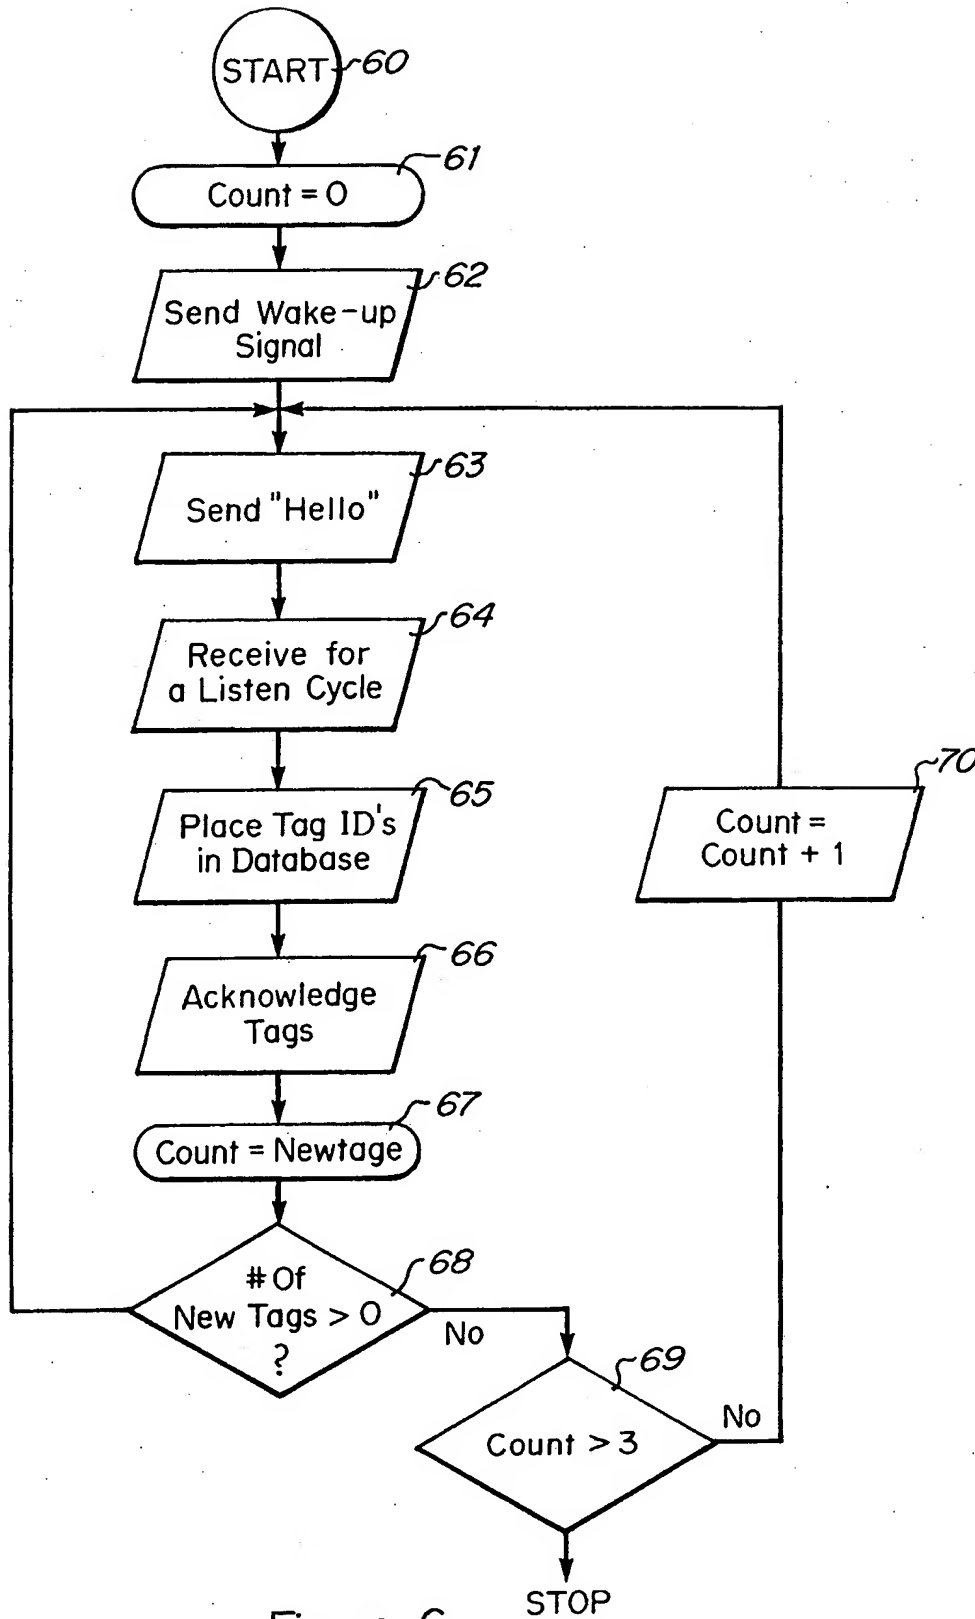 START
60
61
Count = 0
62
Send Wake-up
Signal
63
Send "Hello"
64
Receive for
a Listen Cycle
65
Place Tag ID's
in Database
70
Count =
Count + 1
66
Acknowledge
Tags
67
Count = Newtage
68
# Of
New Tags > 0
?
No
69
No
Count > 3
STOP